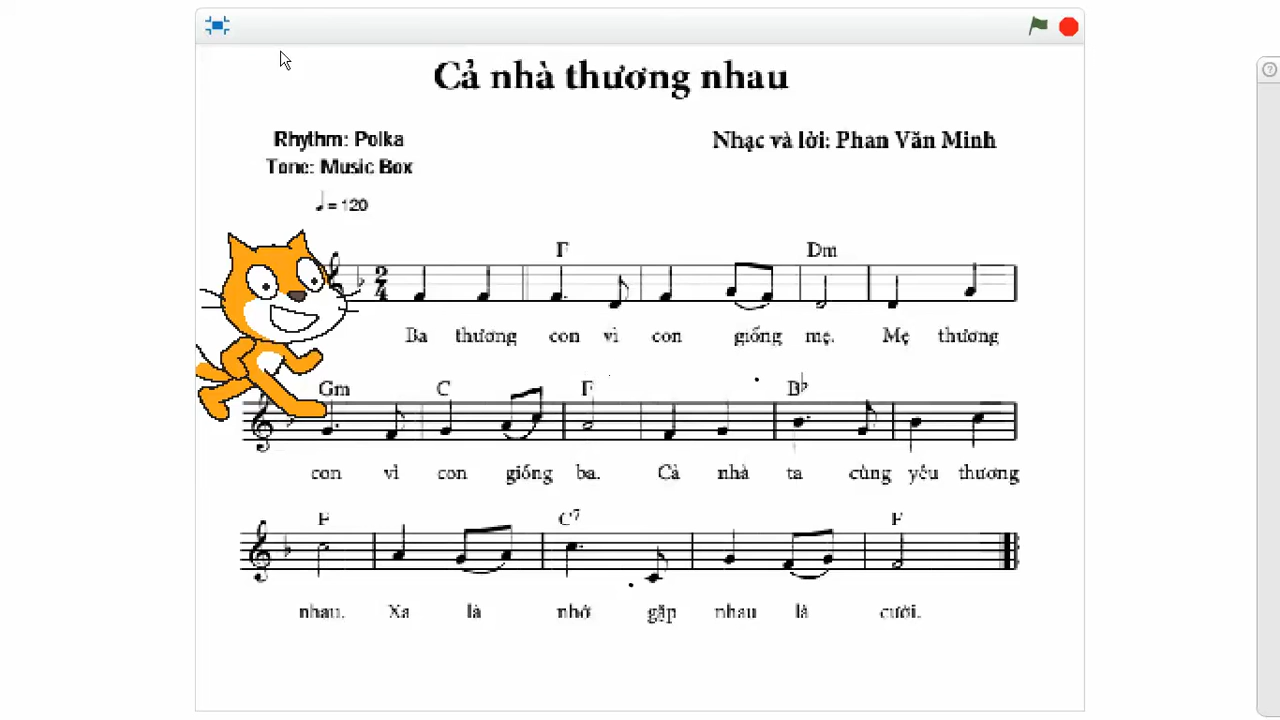 Cả nhà thương nhau
Rhythm: Polka
Nhạc và lời: Phan Văn Minh
Tone: Music Box
♩ = 120
F Dm
2
4
Ba thương con vì con giống mẹ. Mẹ thương
Gm C F B♭
con vì con giống ba. Cả nhà ta cùng yêu thương
F C7 F
nhau. Xa là nhớ gặp nhau là cười.